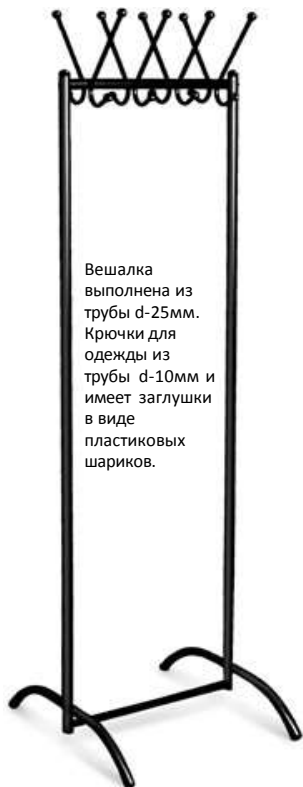 Вешалка
выполнена из
трубы d-25мм.
Крючки для
одежды из
трубы d-10мм и
имеет заглушки
в виде
пластиковых
шариков.